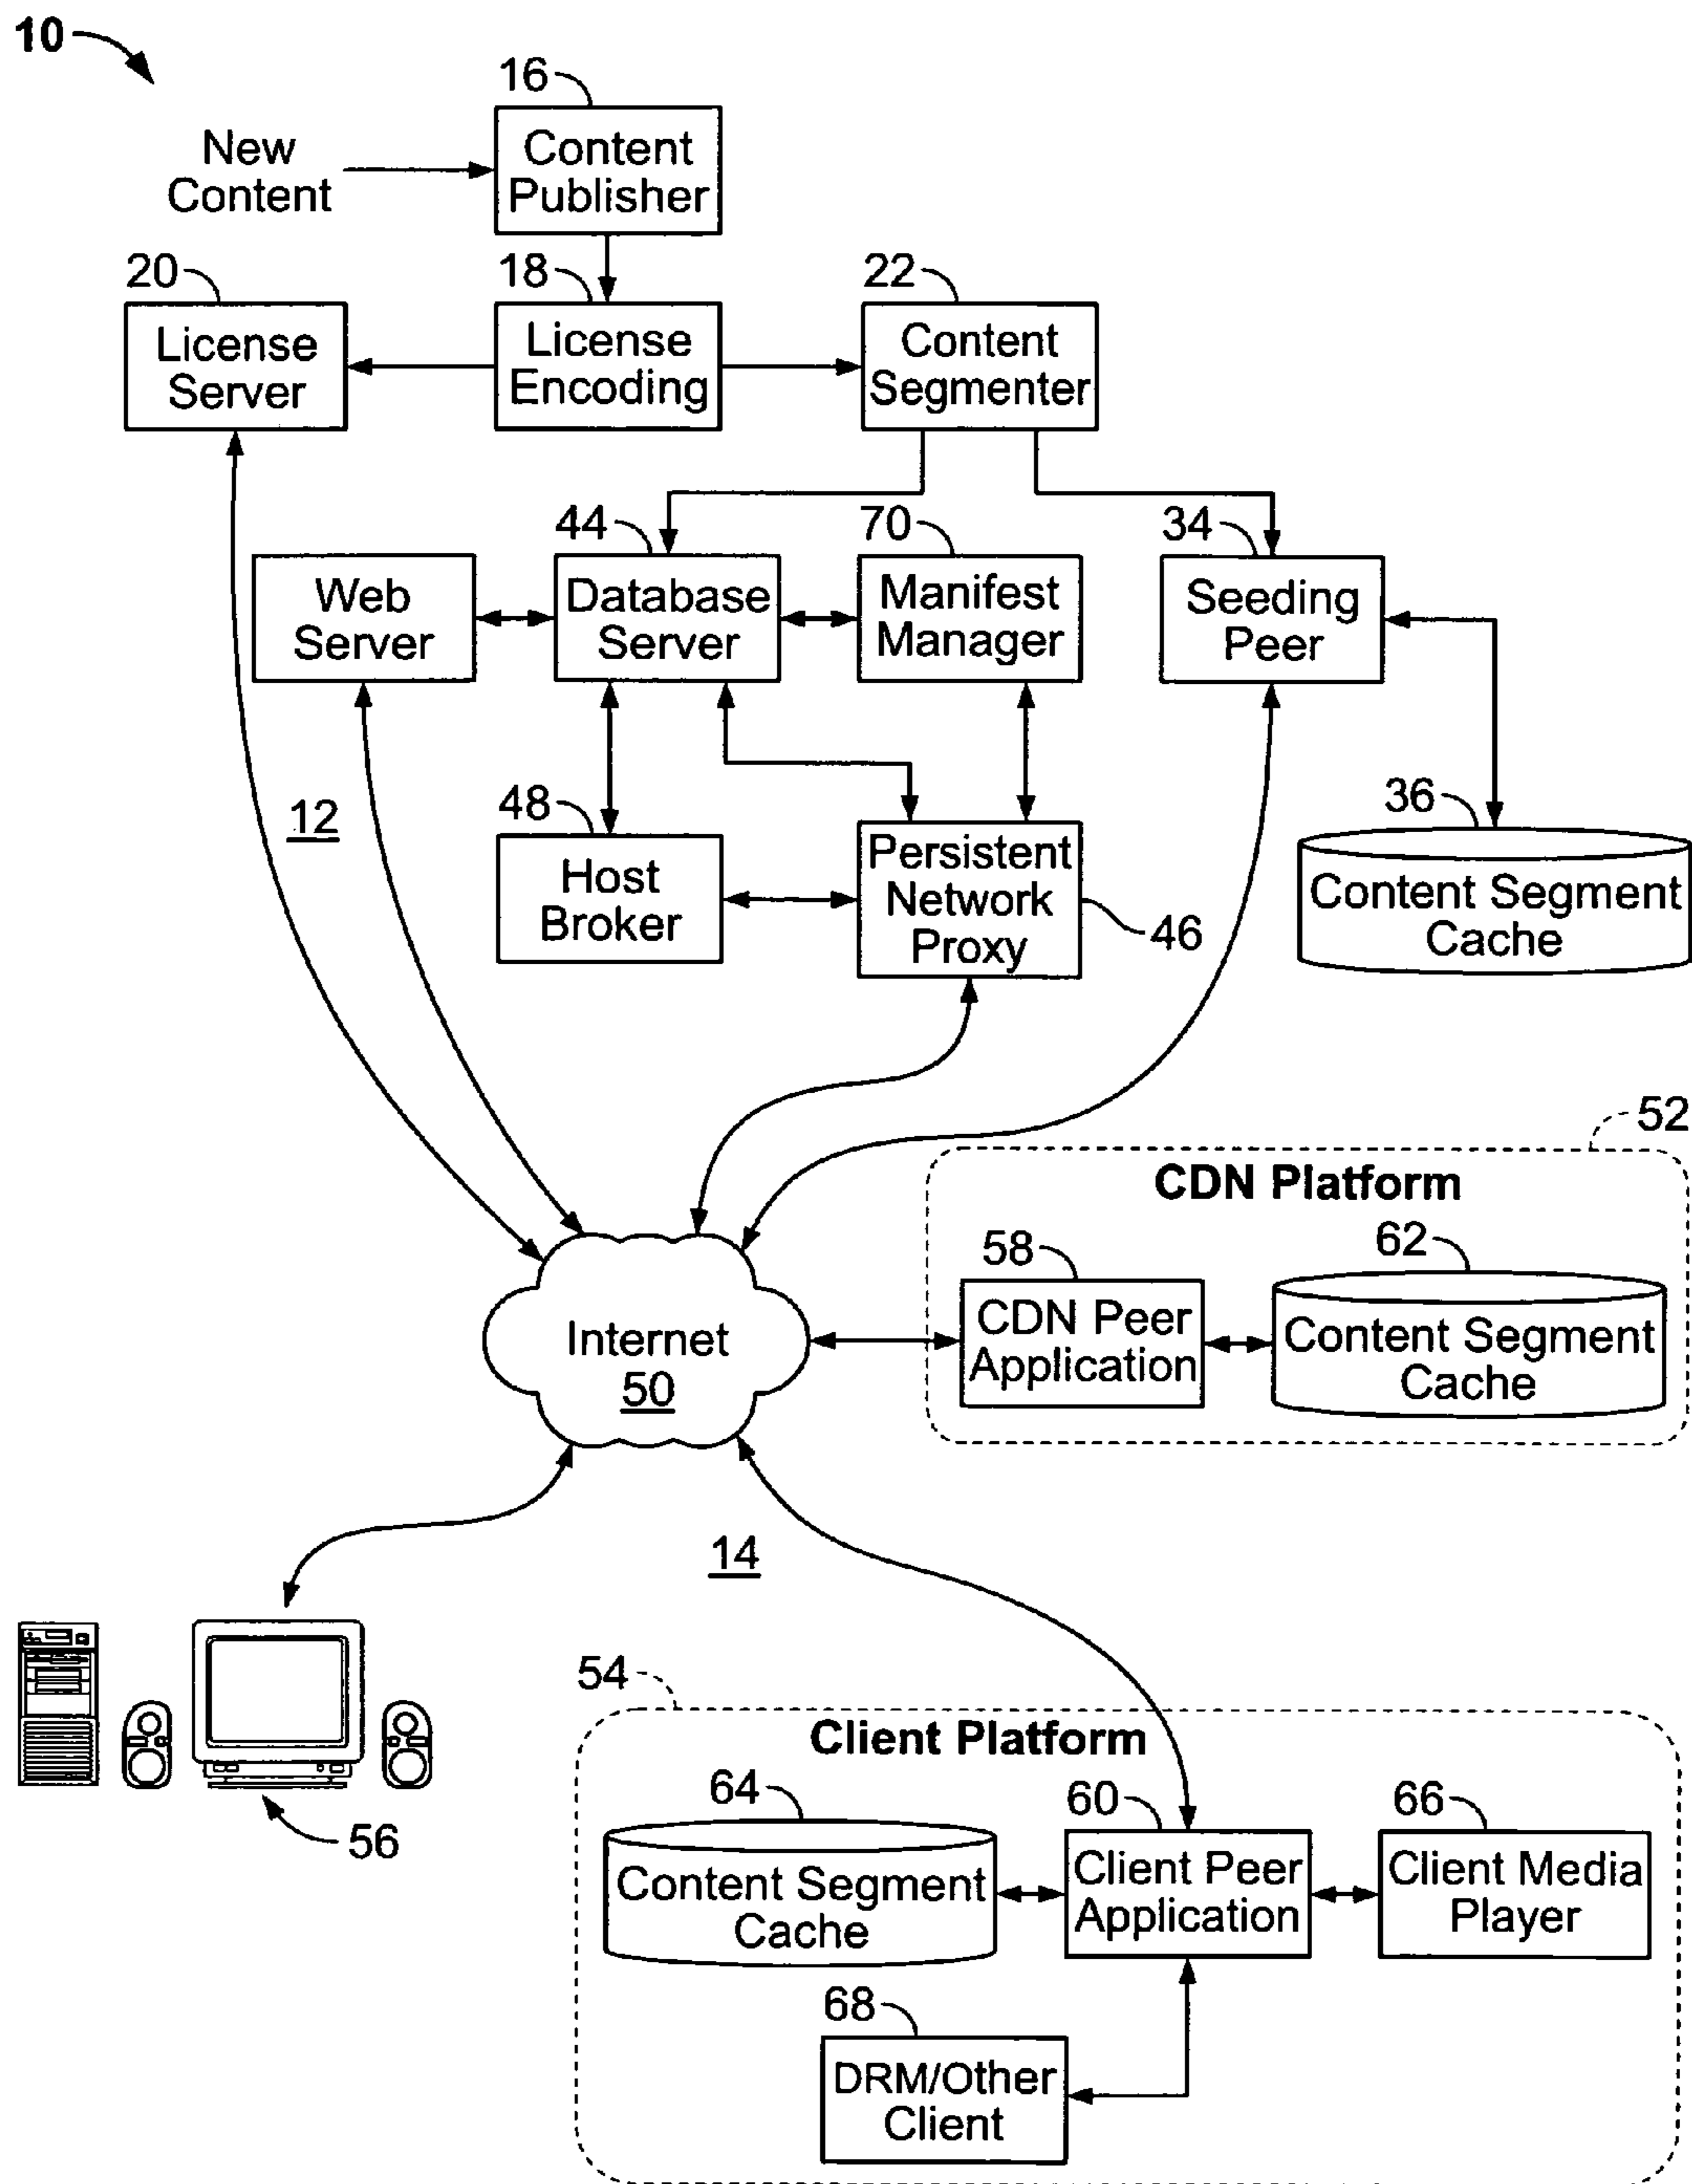 10
16
New
Content
Content
Publisher
20
18
22
License
Server
License
Encoding
Content
Segmenter
44
70
34
Web
Server
Database
Server
Manifest
Manager
Seeding
Peer
12
48
36
Host
Broker
Persistent
Network
Proxy
46
Content Segment
Cache
52
CDN Platform
58
62
Internet
50
CDN Peer
Application
Content Segment
Cache
14
54
Client Platform
56
64
60
66
Content Segment
Cache
Client Peer
Application
Client Media
Player
68
DRM/Other
Client